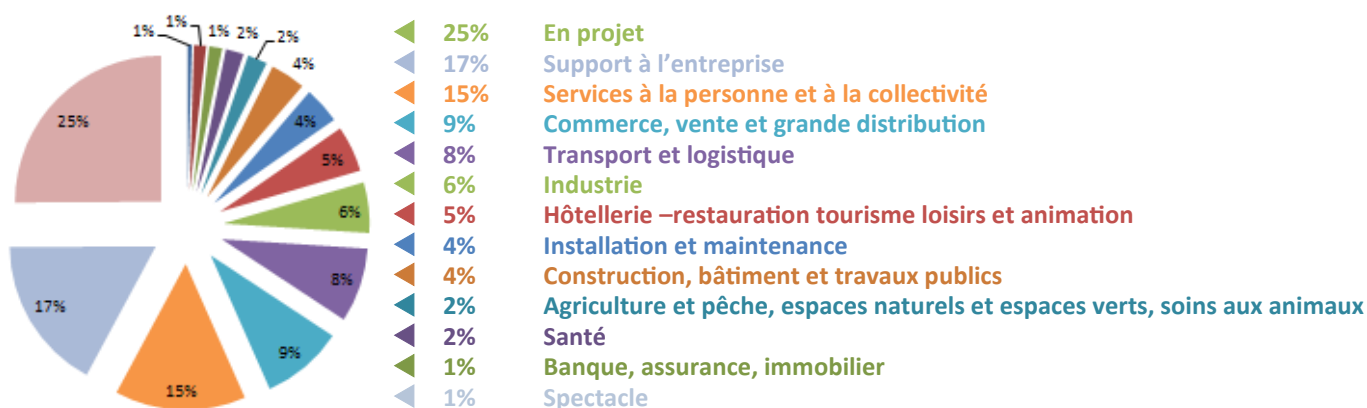 1% 1% 1% 2% 2%
4%
25% 4%
5%
6%
8%
17%
9%
15%
25% En projet
17% Support à l’entreprise
15% Services à la personne et à la collectivité
9% Commerce, vente et grande distribution
8% Transport et logistique
6% Industrie
5% Hôtellerie –restauration tourisme loisirs et animation
4% Installation et maintenance
4% Construction, bâtiment et travaux publics
2% Agriculture et pêche, espaces naturels et espaces verts, soins aux animaux
2% Santé
1% Banque, assurance, immobilier
1% Spectacle